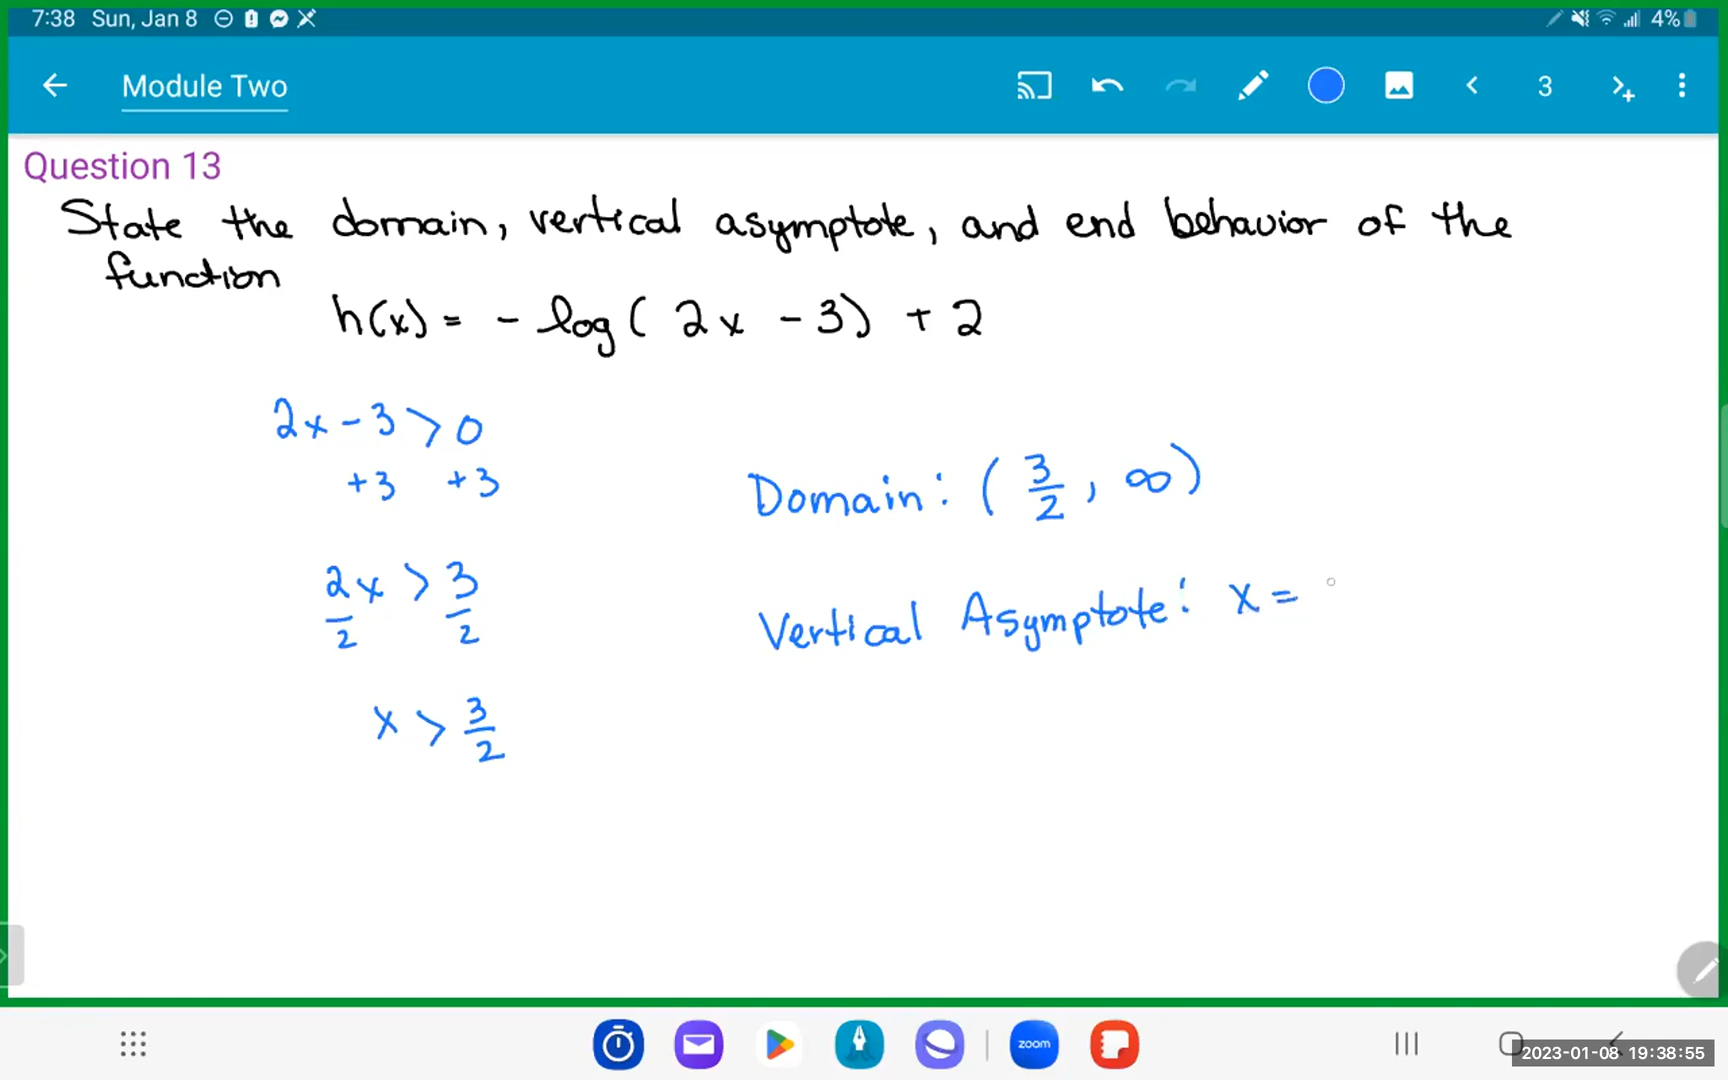 7:38 Sun, Jan 8 4%
Module Two 3
Question 13
State the domain, vertical asymptote, and end behavior of the
function
h(x) = - log( 2x - 3) + 2
2x - 3 > 0
+3 +3
Domain: ( 3/2 , ∞ )
2x > 3
2 2
Vertical Asymptote: x =
x > 3/2
zoom
2023-01-08 19:38:55